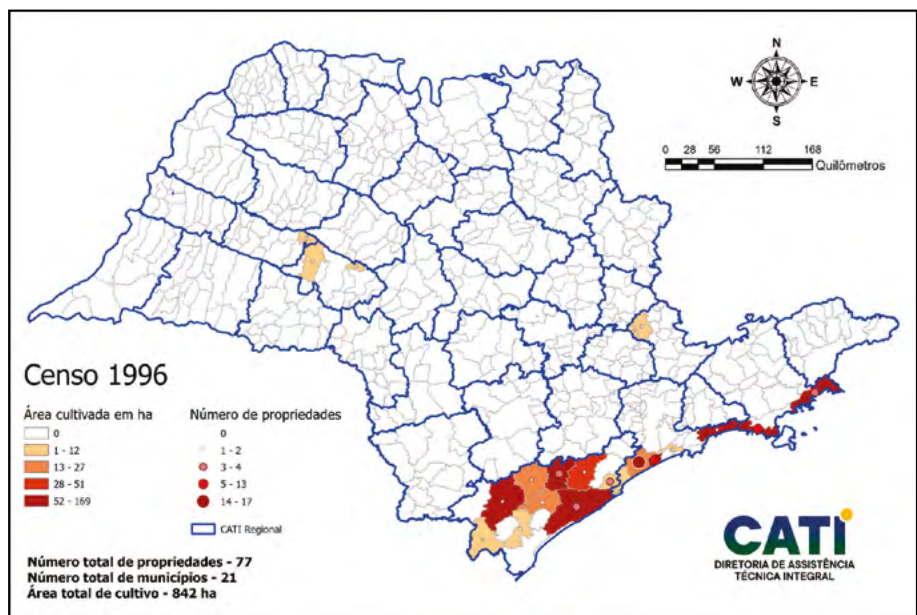 N
W E
S
0 28 56 112 168
Quilômetros
Censo 1996
Área cultivada em ha
0
1 - 12
13 - 27
28 - 51
52 - 169
Número de propriedades
0
1 - 2
3 - 4
5 - 13
14 - 17
CATI Regional
Número total de propriedades - 77
Número total de municípios - 21
Área total de cultivo - 842 ha
CATI
DIRETORIA DE ASSISTÊNCIA
TÉCNICA INTEGRAL